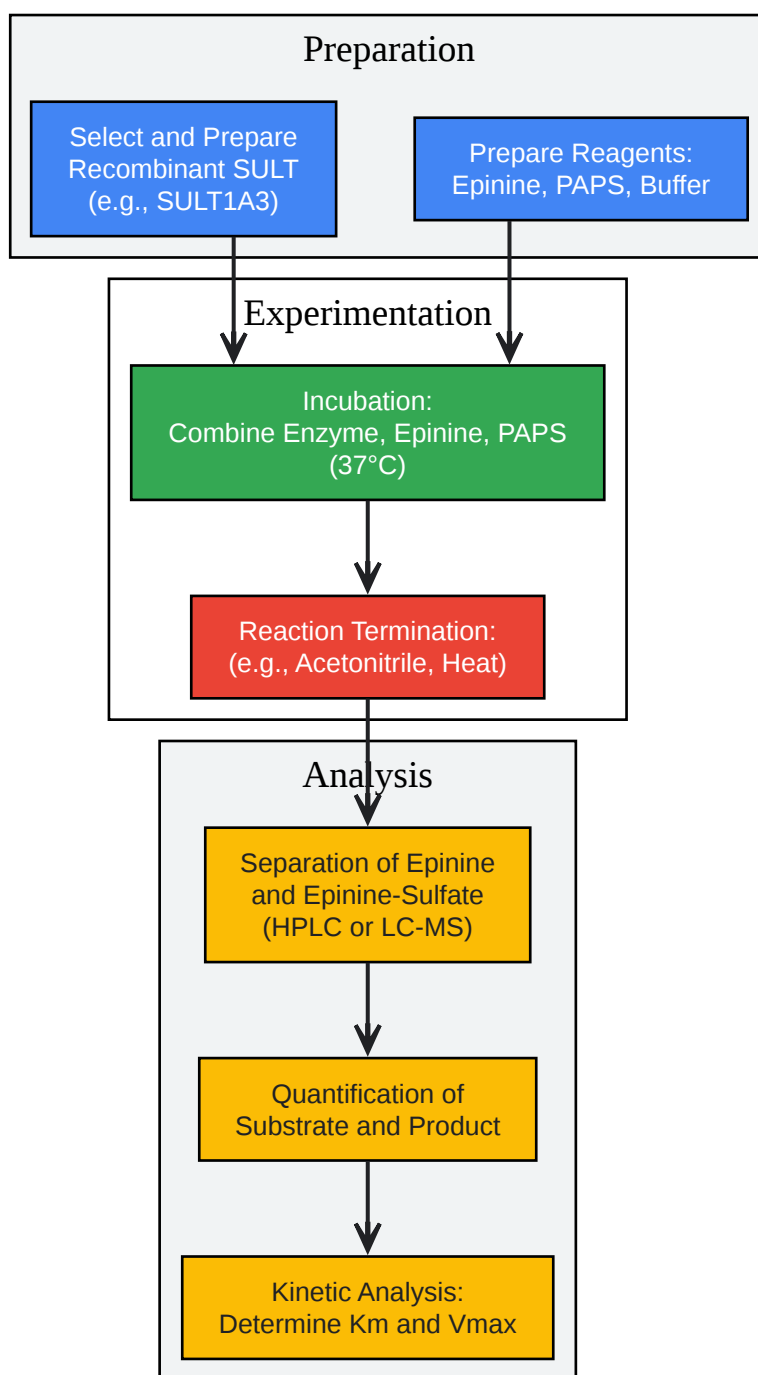 Preparation
Select and Prepare
Recombinant SULT
(e.g., SULT1A3)
Prepare Reagents:
Epinine, PAPS, Buffer
Experimentation
Incubation:
Combine Enzyme, Epinine, PAPS
(37°C)
Reaction Termination:
(e.g., Acetonitrile, Heat)
Analysis
Separation of Epinine
and Epinine-Sulfate
(HPLC or LC-MS)
Quantification of
Substrate and Product
Kinetic Analysis:
Determine Km and Vmax